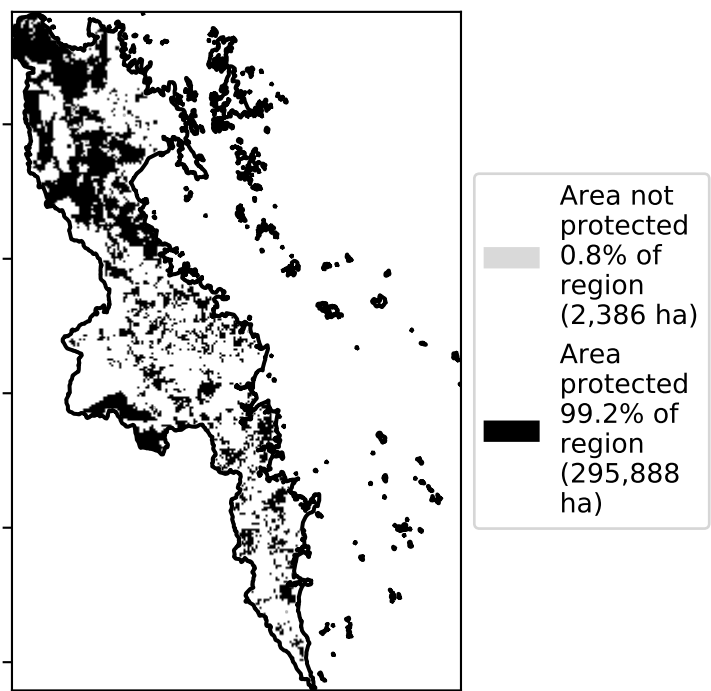 Area not
protected
0.8% of
region
(2,386 ha)
Area
protected
99.2% of
region
(295,888
ha)